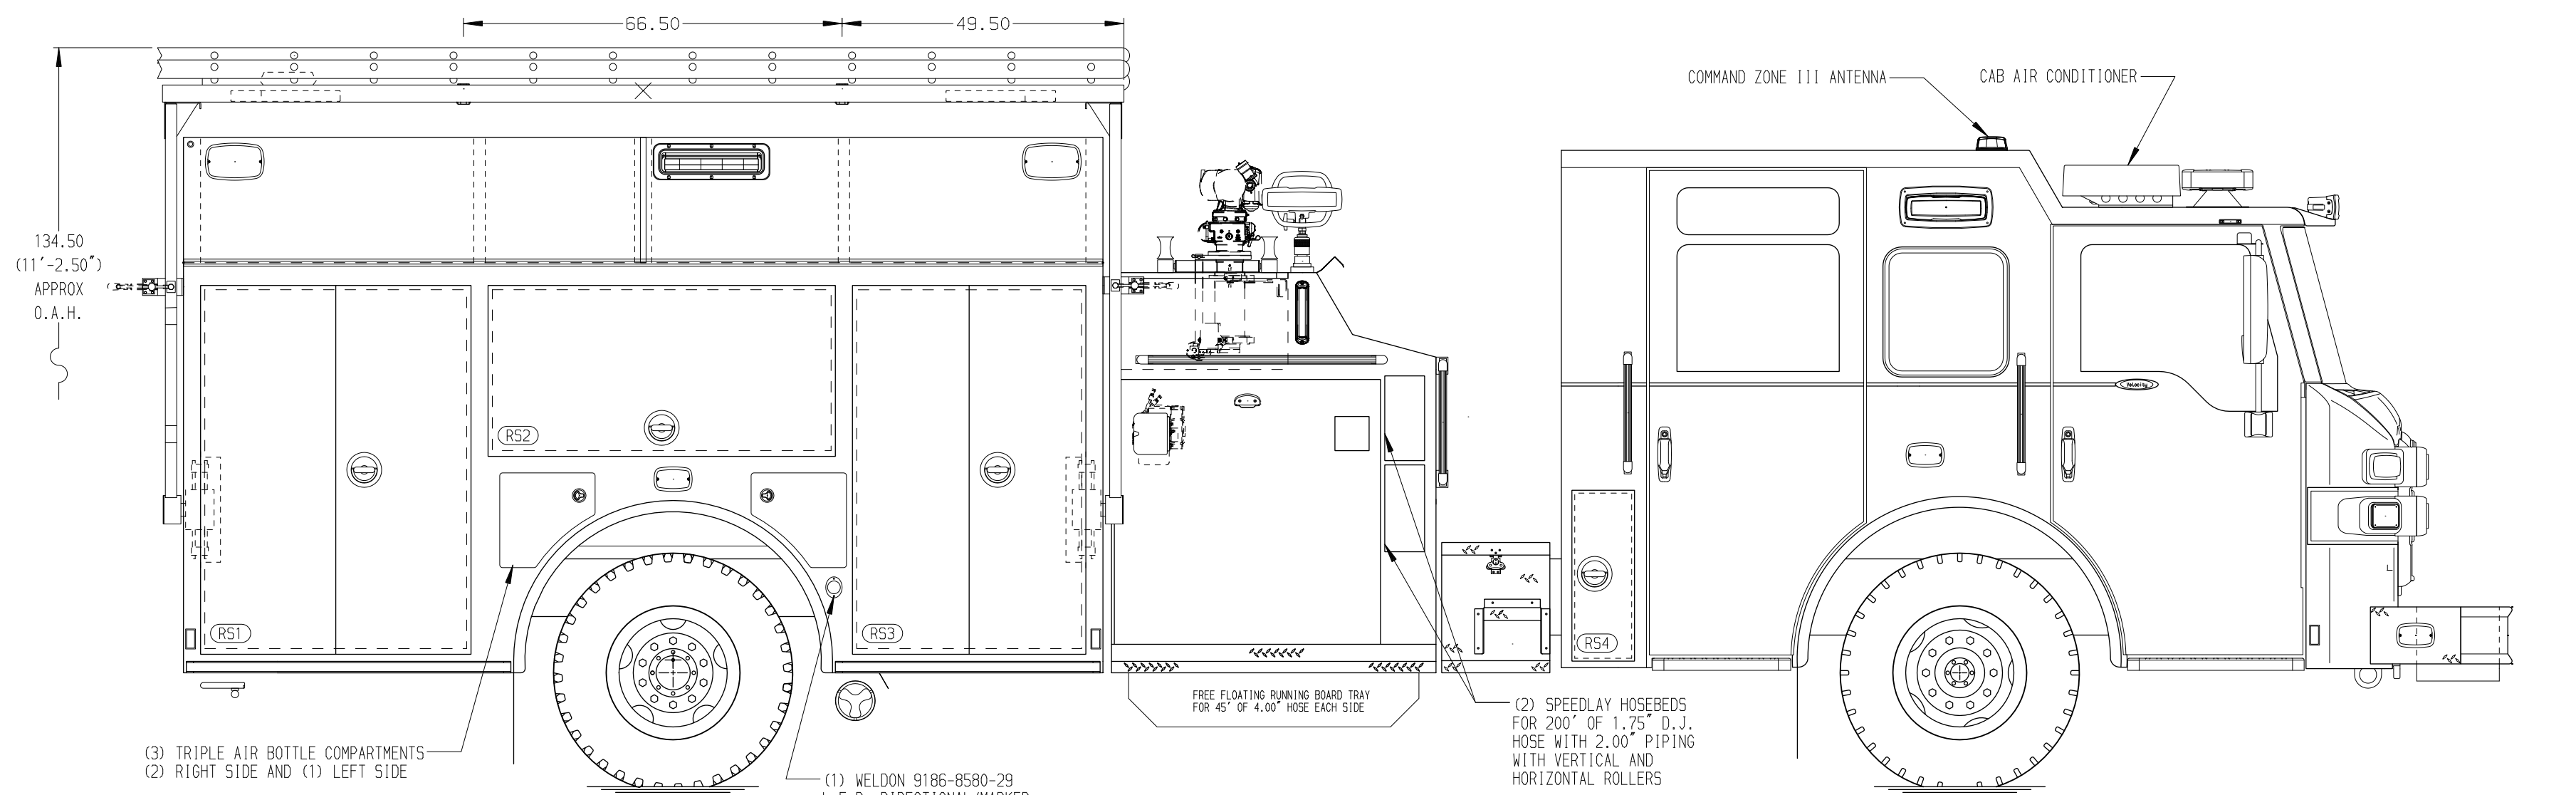 66.50
49.50
COMMAND ZONE III ANTENNA
CAB AIR CONDITIONER
134.50
(11'-2.50")
APPROX
O.A.H.
Velocity
RS2
RS1
RS3
RS4
FREE FLOATING RUNNING BOARD TRAY
FOR 45' OF 4.00" HOSE EACH SIDE
(2) SPEEDLAY HOSEBEDS
FOR 200' OF 1.75" D.J.
HOSE WITH 2.00" PIPING
WITH VERTICAL AND
HORIZONTAL ROLLERS
(3) TRIPLE AIR BOTTLE COMPARTMENTS
(2) RIGHT SIDE AND (1) LEFT SIDE
(1) WELDON 9186-8580-29
L.E.D. DIRECTIONAL/MARKER